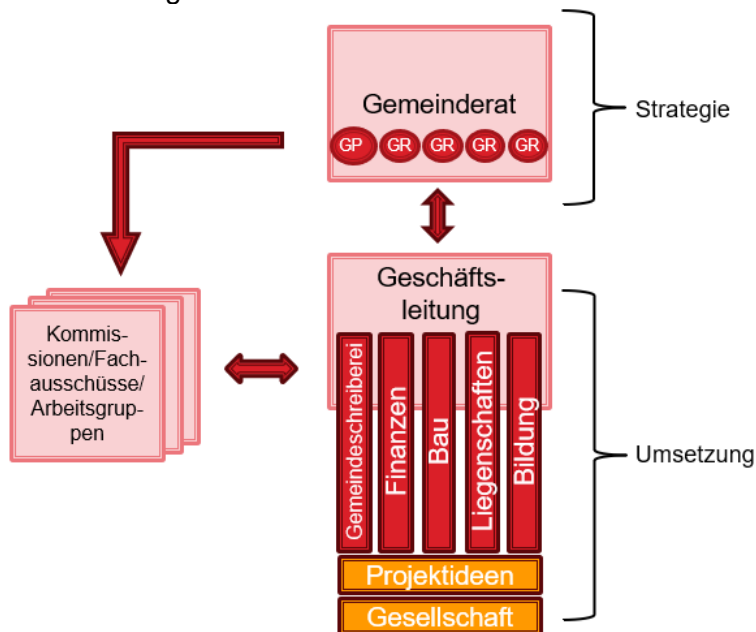 Gemeinderat
GP GR GR GR GR
Strategie
Geschäfts-
leitung
Kommis-
sionen/Fach-
ausschüsse/
Arbeitsgrup-
pen
Gemeindeschreiberei
Finanzen
Bau
Liegenschaften
Bildung
Umsetzung
Projektideen
Gesellschaft